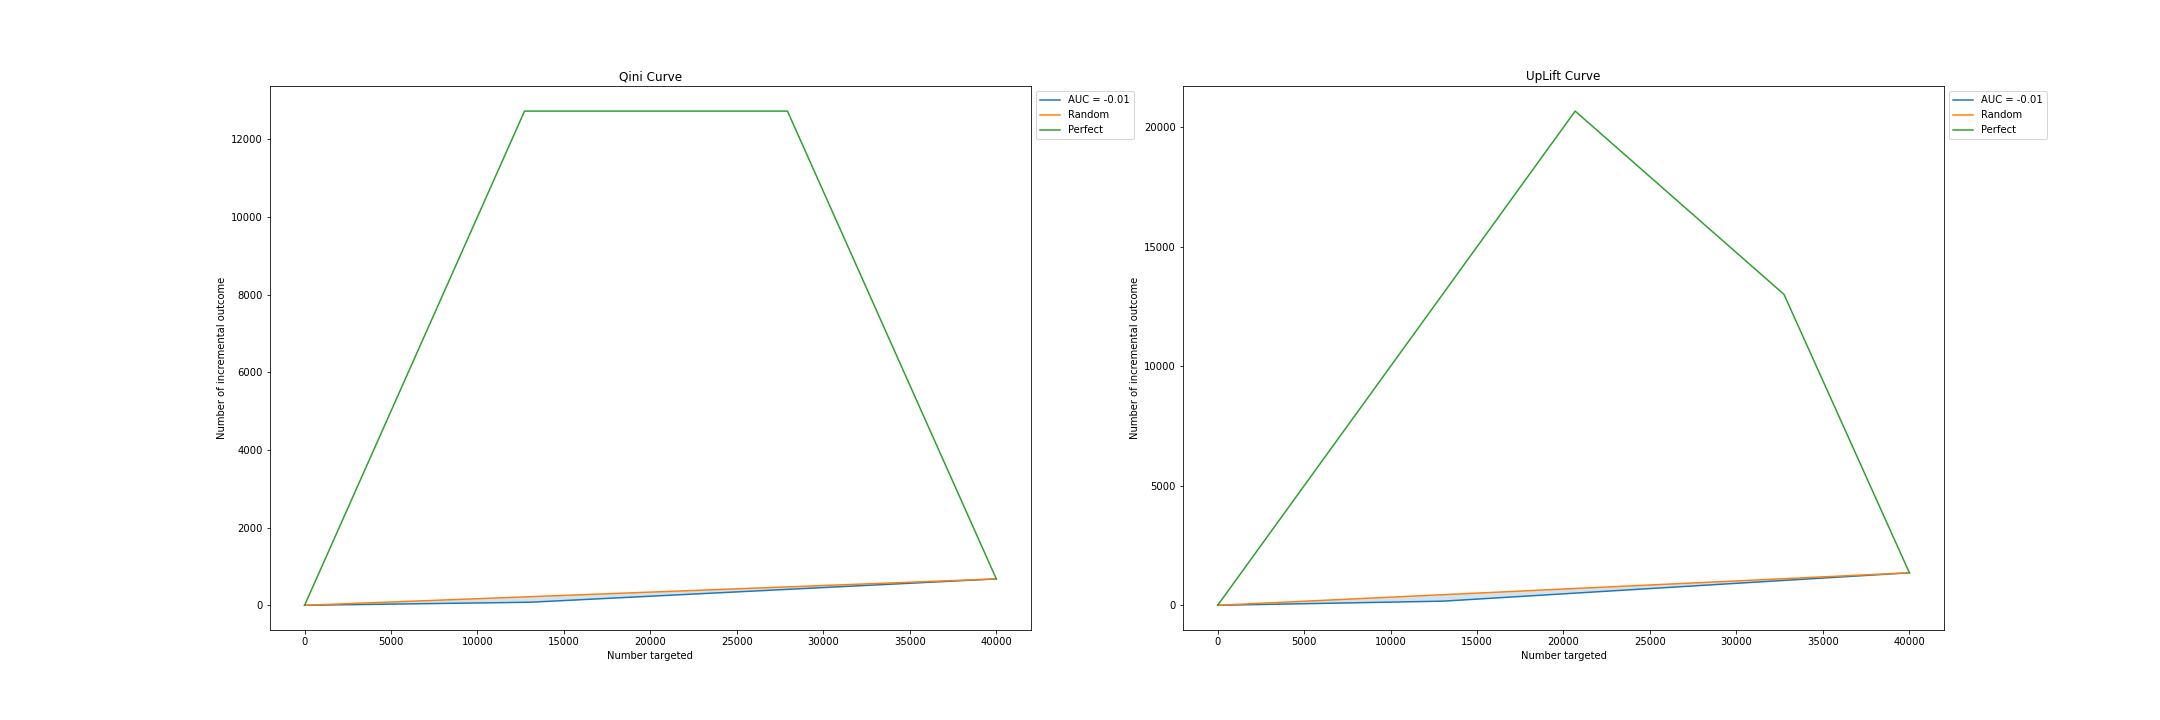 Qini Curve
Number of incremental outcome
12000
10000
8000
6000
4000
2000
0
0 5000 10000 15000 20000 25000 30000 35000 40000
Number targeted
AUC = -0.01
Random
Perfect
UpLift Curve
Number of incremental outcome
20000
15000
10000
5000
0
0 5000 10000 15000 20000 25000 30000 35000 40000
Number targeted
AUC = -0.01
Random
Perfect